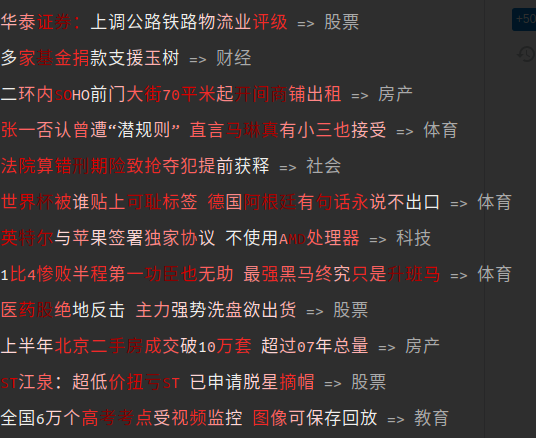 华泰证券：上调公路铁路物流业评级 => 股票
多家基金捐款支援玉树 => 财经
二环内SOHO前门大街70平米起开间商铺出租 => 房产
张一否认曾遭“潜规则” 直言马琳真有小三也接受 => 体育
法院算错刑期险致抢夺犯提前获释 => 社会
世界杯被谁贴上可耻标签 德国阿根廷有句话永说不出口 => 体育
英特尔与苹果签署独家协议 不使用AMD处理器 => 科技
1比4惨败半程第一功臣也无助 最强黑马终究只是升班马 => 体育
医药股绝地反击 主力强势洗盘欲出货 => 股票
上半年北京二手房成交破10万套 超过07年总量 => 房产
ST江泉：超低价扭亏ST 已申请脱星摘帽 => 股票
全国6万个高考考点受视频监控 图像可保存回放 => 教育
+50